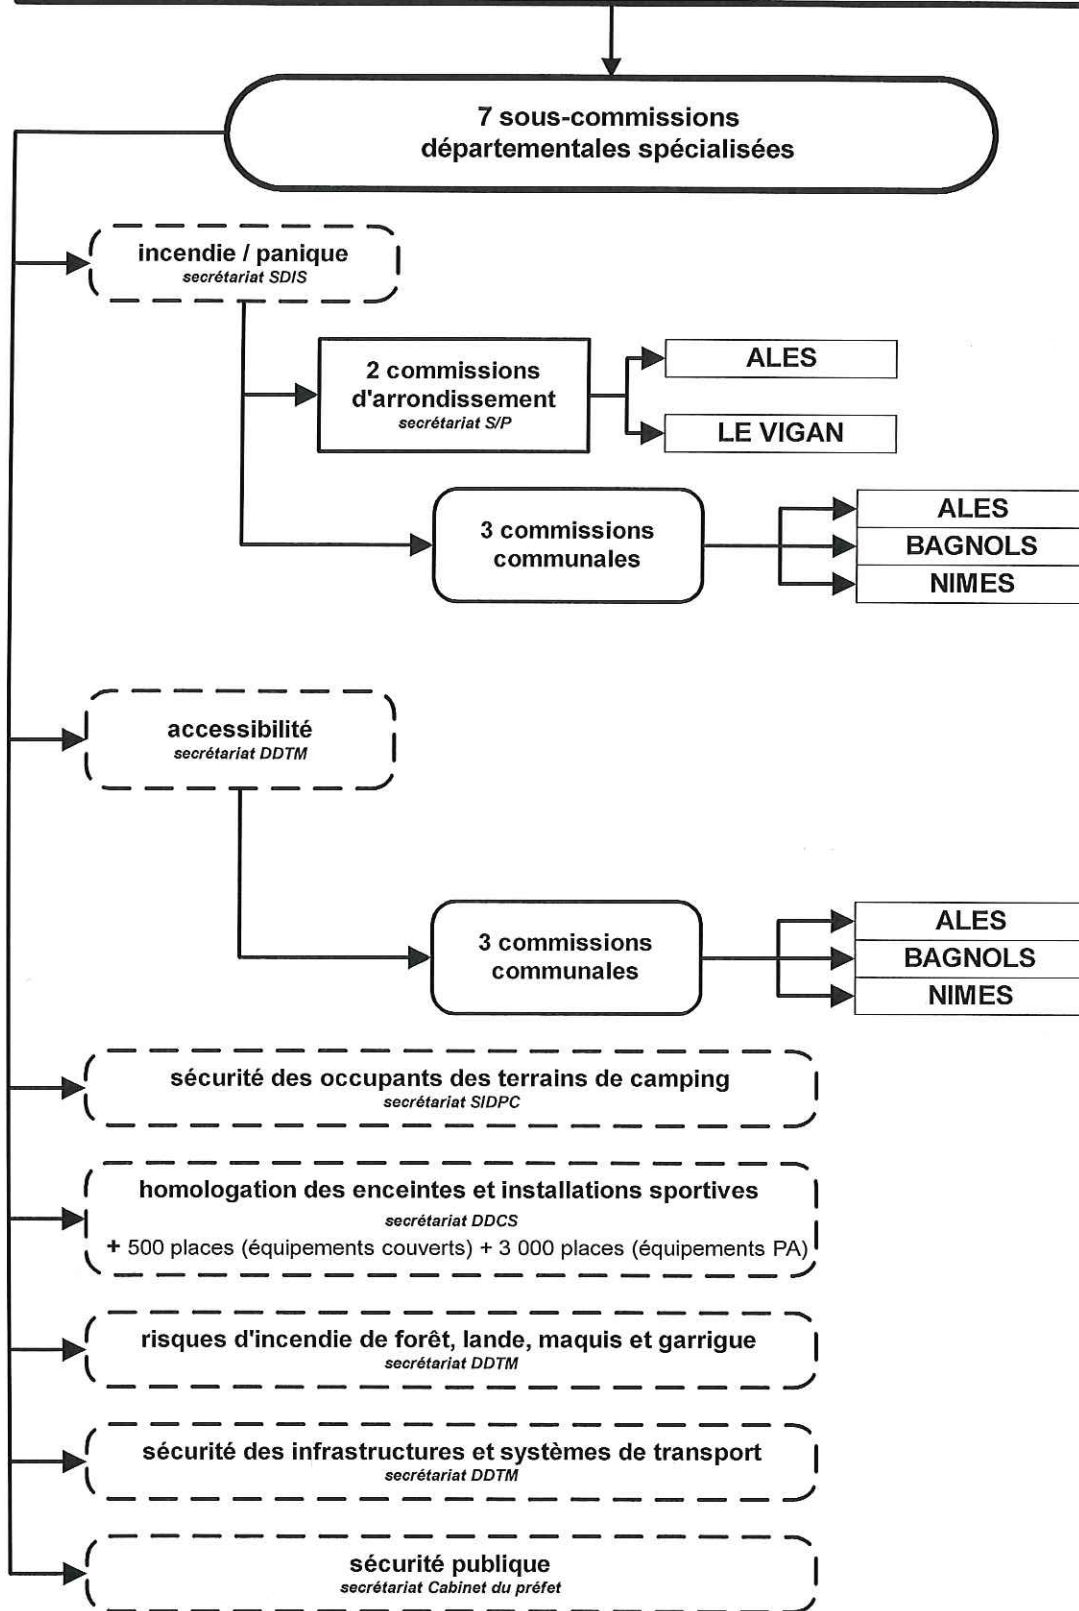 7 sous-commissions
départementales spécialisées
incendie / panique
secrétariat SDIS
2 commissions
d'arrondissement
secrétariat S/P
ALES
LE VIGAN
3 commissions
communales
ALES
BAGNOLS
NIMES
accessibilité
secrétariat DDTM
3 commissions
communales
ALES
BAGNOLS
NIMES
sécurité des occupants des terrains de camping
secrétariat SIDPC
homologation des enceintes et installations sportives
secrétariat DDCS
+ 500 places (équipements couverts) + 3 000 places (équipements PA)
risques d'incendie de forêt, lande, maquis et garrigue
secrétariat DDTM
sécurité des infrastructures et systèmes de transport
secrétariat DDTM
sécurité publique
secrétariat Cabinet du préfet